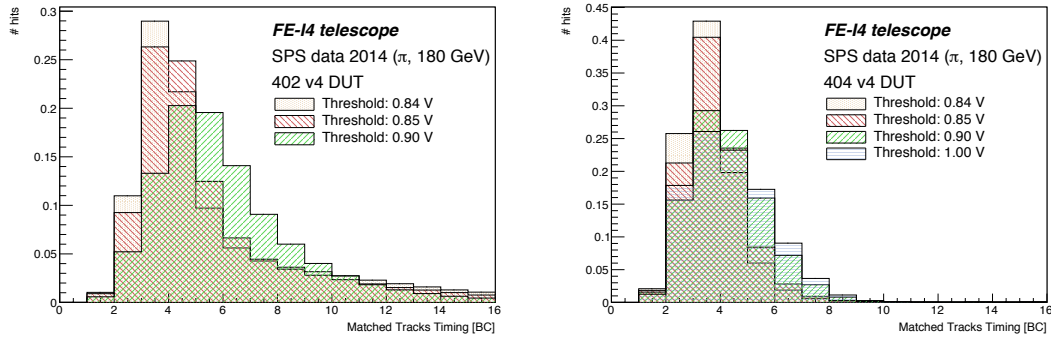 # hits
0.3
0.25
0.2
0.15
0.1
0.05
0
0 2 4 6 8 10 12 14 16
Matched Tracks Timing [BC]
FE-I4 telescope
SPS data 2014 (π, 180 GeV)
402 v4 DUT
Threshold: 0.84 V
Threshold: 0.85 V
Threshold: 0.90 V
# hits
0.45
0.4
0.35
0.3
0.25
0.2
0.15
0.1
0.05
0
0 2 4 6 8 10 12 14 16
Matched Tracks Timing [BC]
FE-I4 telescope
SPS data 2014 (π, 180 GeV)
404 v4 DUT
Threshold: 0.84 V
Threshold: 0.85 V
Threshold: 0.90 V
Threshold: 1.00 V